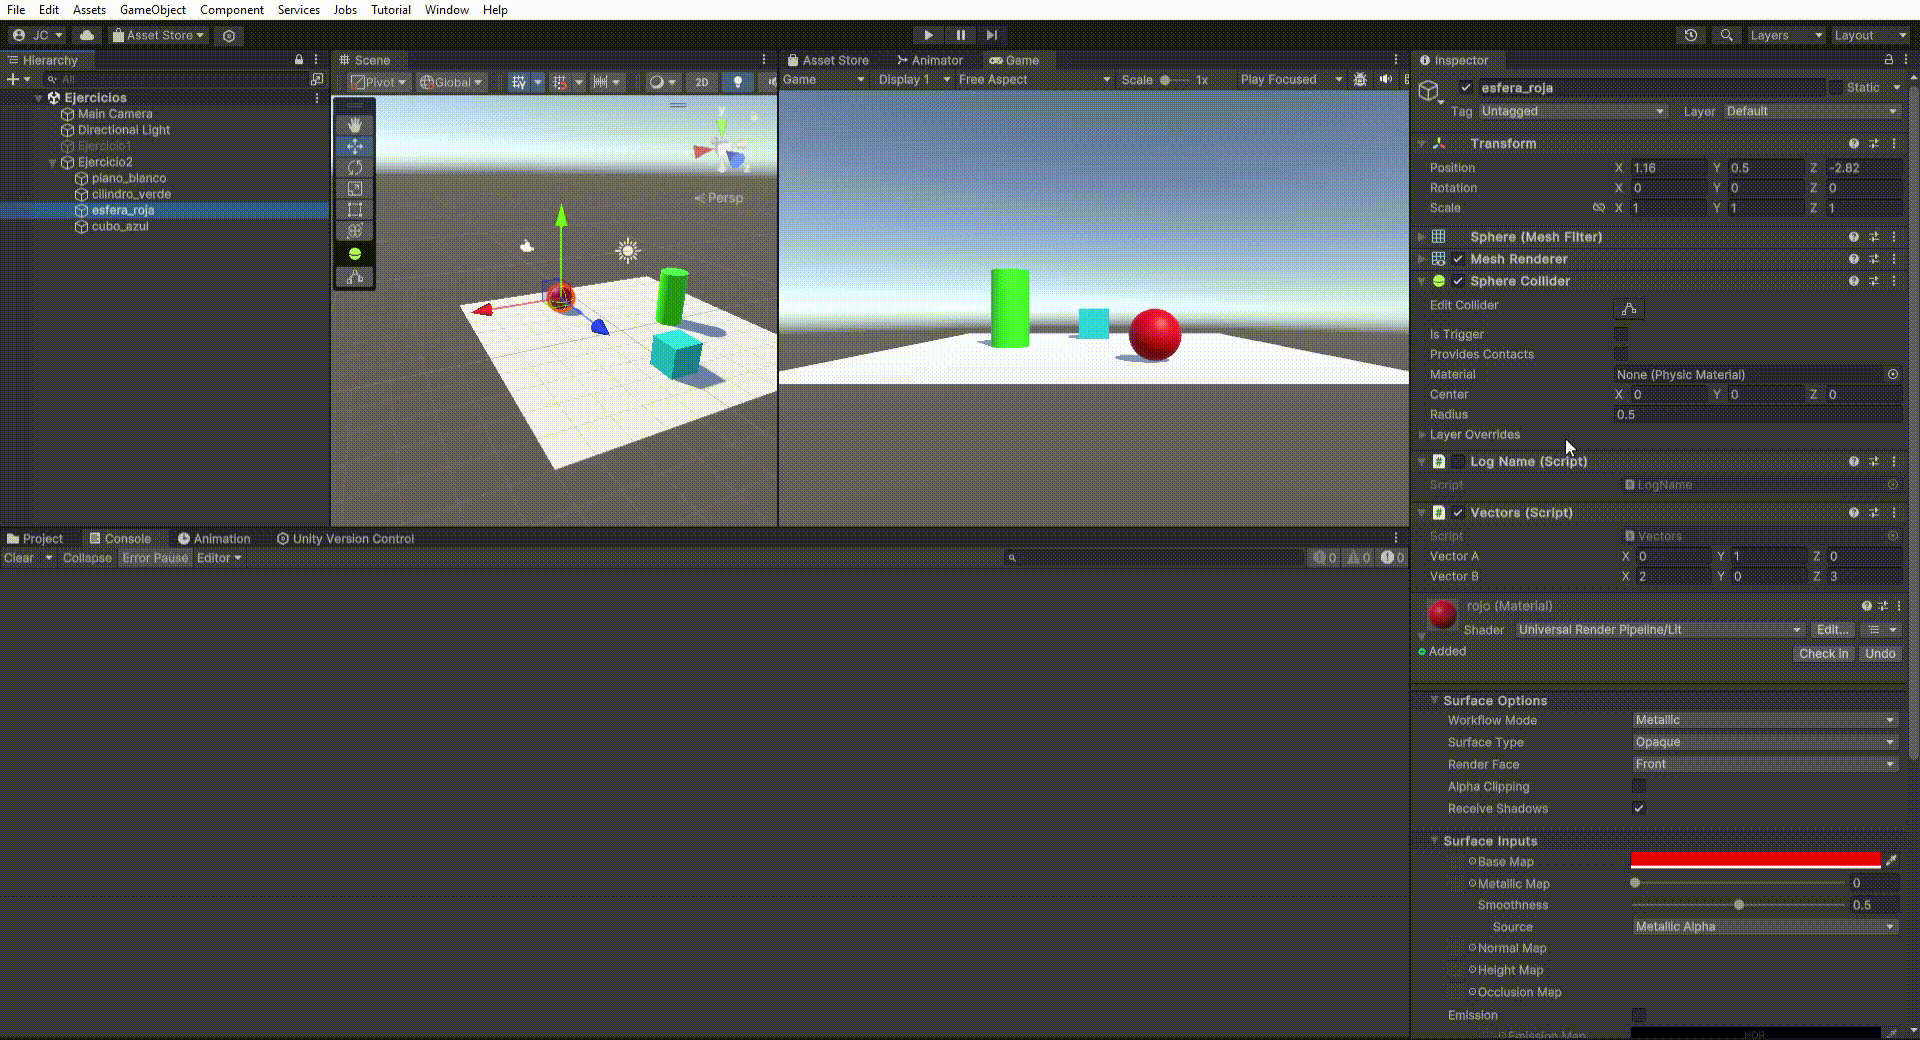 File Edit Assets GameObject Component Services Jobs Tutorial Window Help
JC Asset Store Layers Layout
Hierarchy
All
Ejercicios
Main Camera
Directional Light
Ejercicio1
Ejercicio2
plano_blanco
cilindro_verde
esfera_roja
cubo_azul
Scene
Pivot Global 2D
y
z
Persp
Asset Store Animator Game
Game Display 1 Free Aspect Scale 1x Play Focused
Project Console Animation Unity Version Control
Clear Collapse Error Pause Editor 0 0 0
Inspector
esfera_roja Static
Tag Untagged Layer Default
Transform
Position X 1.16 Y 0.5 Z -2.82
Rotation X 0 Y 0 Z 0
Scale X 1 Y 1 Z 1
Sphere (Mesh Filter)
Mesh Renderer
Sphere Collider
Edit Collider
Is Trigger
Provides Contacts
Material None (Physic Material)
Center X 0 Y 0 Z 0
Radius 0.5
Layer Overrides
# Log Name (Script)
Script LogName
# Vectors (Script)
Script Vectors
Vector A X 0 Y 1 Z 0
Vector B X 2 Y 0 Z 3
rojo (Material)
Shader Universal Render Pipeline/Lit Edit...
Added Check In Undo
Surface Options
Workflow Mode Metallic
Surface Type Opaque
Render Face Front
Alpha Clipping
Receive Shadows
Surface Inputs
Base Map
Metallic Map 0
Smoothness 0.5
Source Metallic Alpha
Normal Map
Height Map
Occlusion Map
Emission
Emission Map HDR